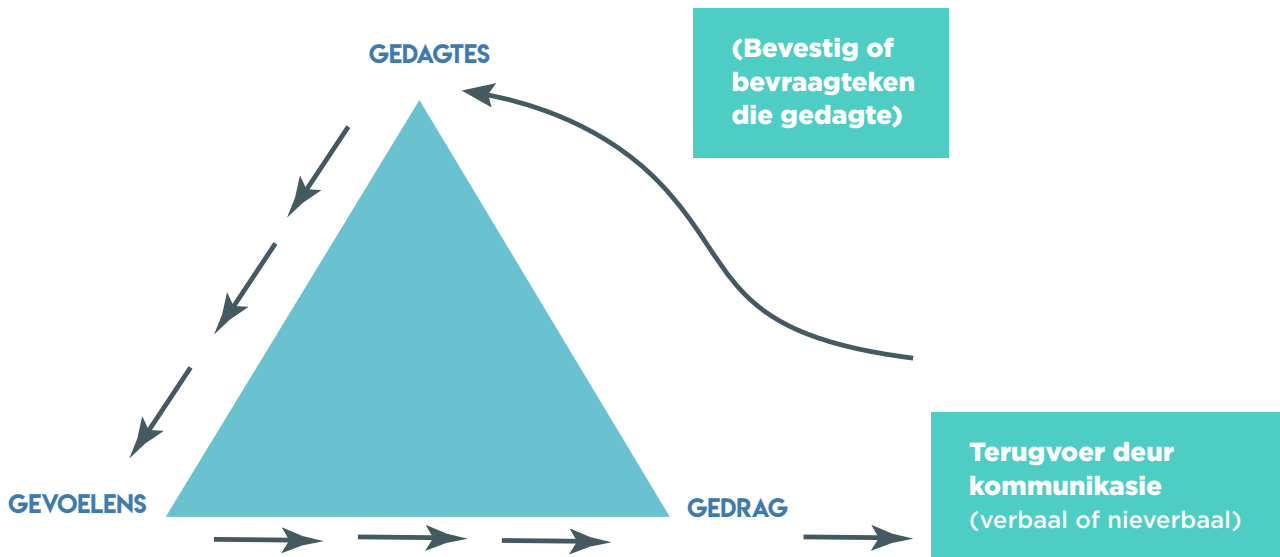 GEDAGTES
(Bevestig of
bevraagteken
die gedagte)
GEVOELENS
GEDRAG
Terugvoer deur
kommunikasie
(verbaal of nieverbaal)